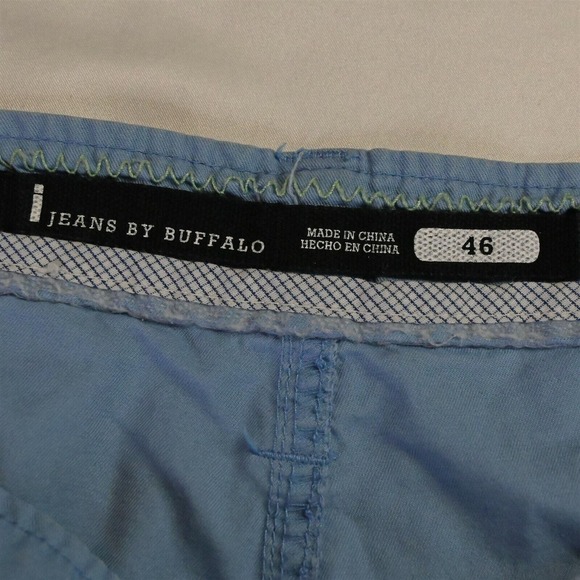 i JEANS BY BUFFALO
MADE IN CHINA
HECHO EN CHINA
46